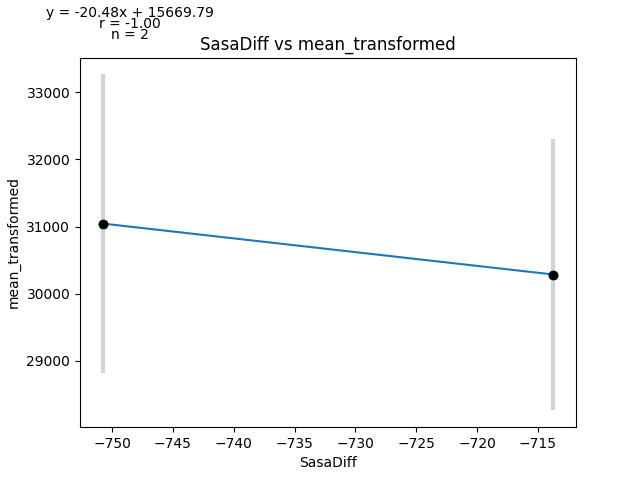 y = -20.48x + 15669.79
r = -1.00
n = 2
SasaDiff vs mean_transformed
33000
32000
31000
30000
29000
mean_transformed
−750
−745
−740
−735
−730
−725
−720
−715
SasaDiff